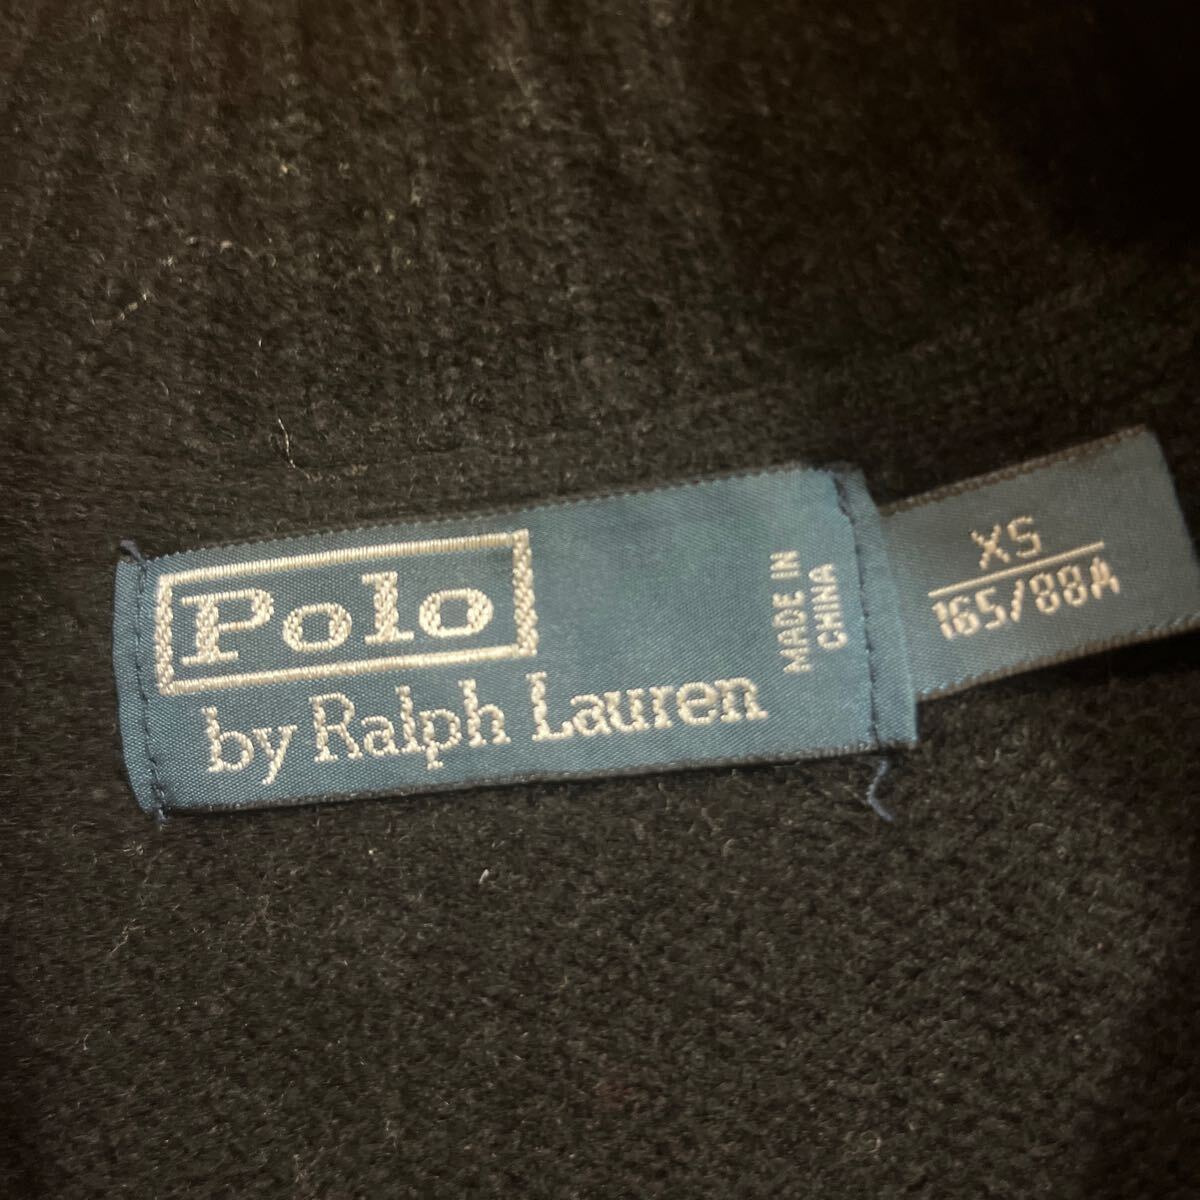 Polo
by Ralph Lauren
MADE IN
CHINA
XS
165/88A